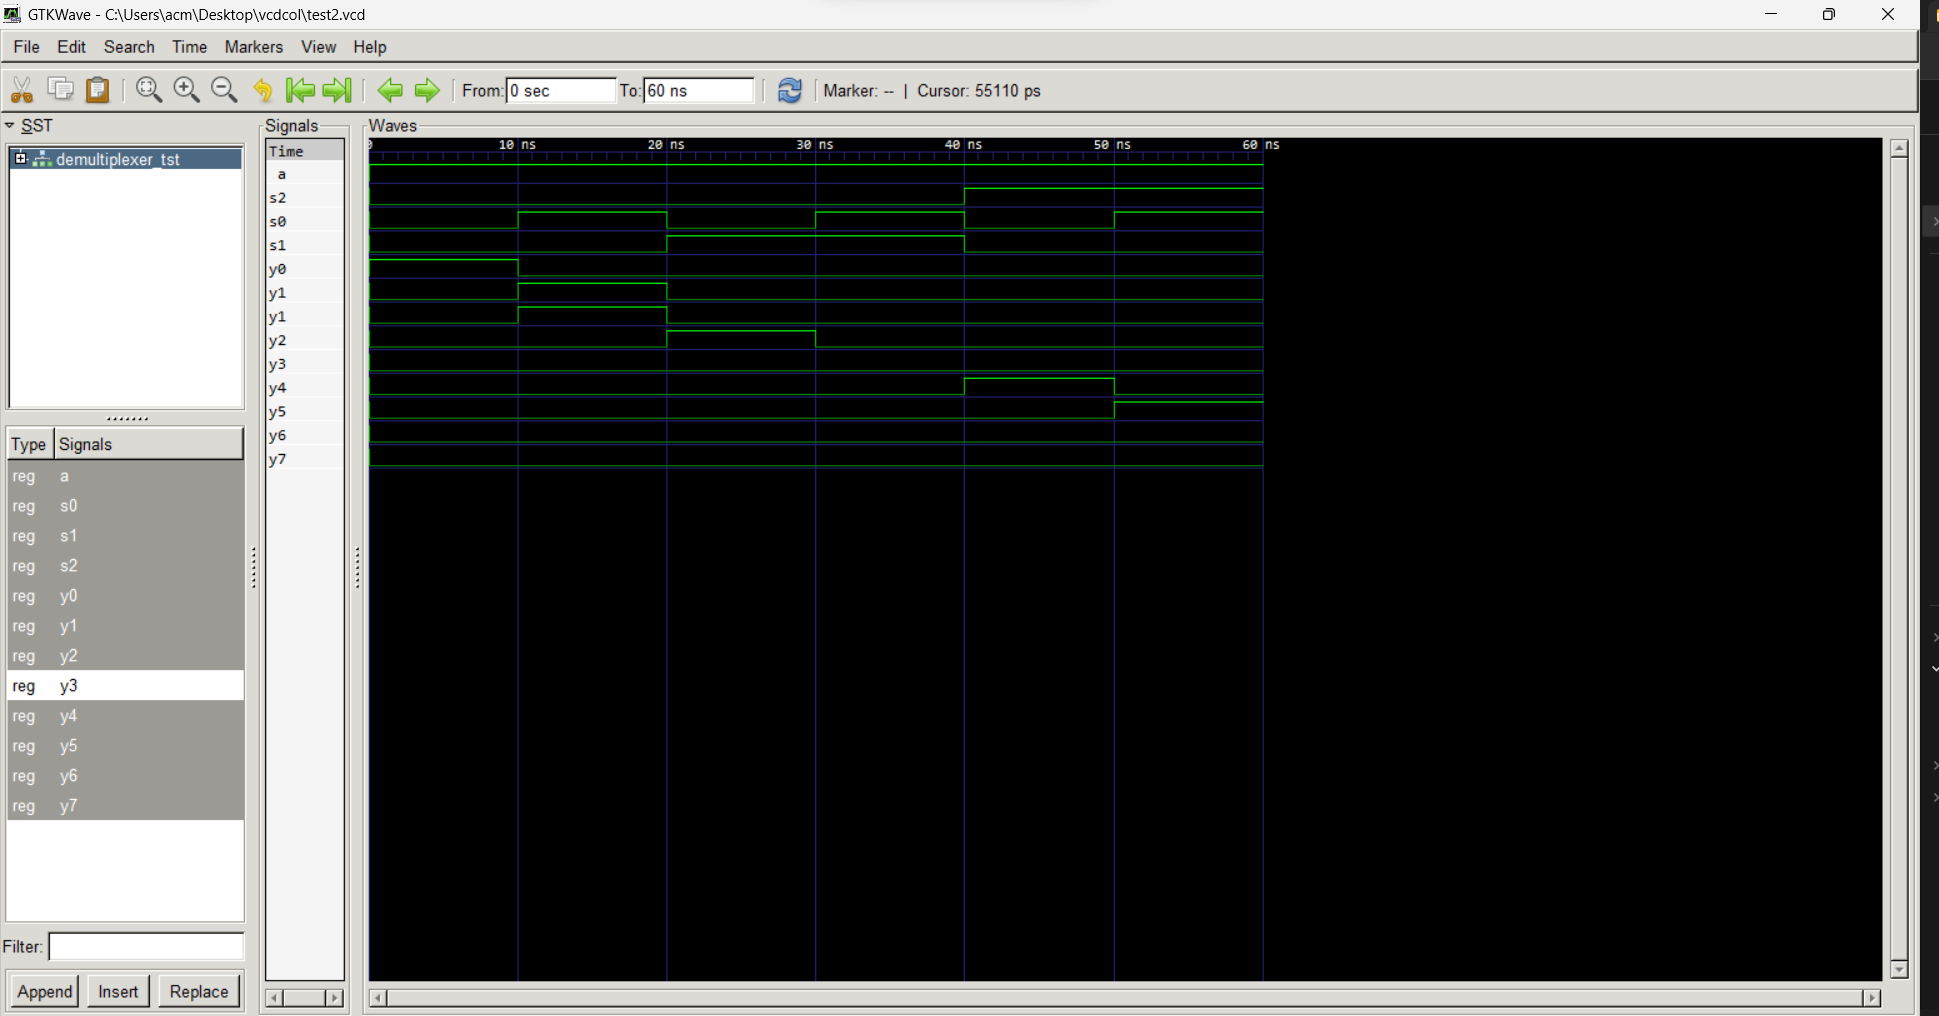 GTKWave - C:\Users\acm\Desktop\vcdcol\test2.vcd
File Edit Search Time Markers View Help
From: 0 sec To: 60 ns Marker: -- | Cursor: 55110 ps
SST
demultiplexer_tst
Type Signals
reg a
reg s0
reg s1
reg s2
reg y0
reg y1
reg y2
reg y3
reg y4
reg y5
reg y6
reg y7
Filter:
Append Insert Replace
Signals
Time
a
s2
s0
s1
y0
y1
y1
y2
y3
y4
y5
y6
y7
Waves
0 10 ns 20 ns 30 ns 40 ns 50 ns 60 ns